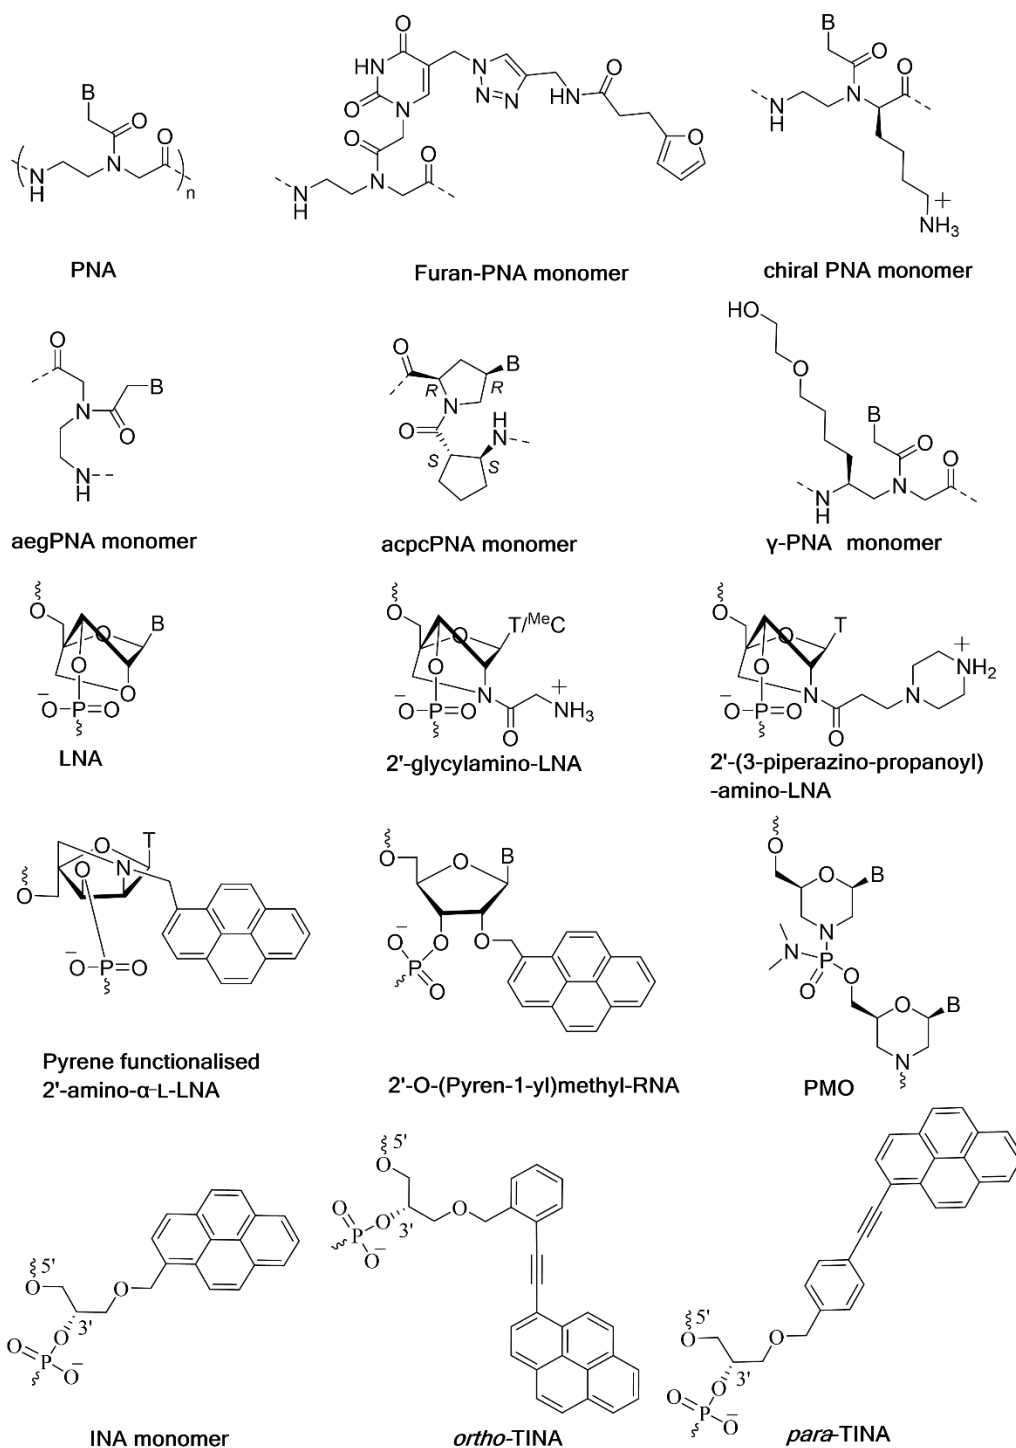 PNA
Furan-PNA monomer
chiral PNA monomer
aegPNA monomer
acpcPNA monomer
γ-PNA monomer
LNA
2'-glycylamino-LNA
2'-(3-piperazino-propanoyl)
-amino-LNA
Pyrene functionalised
2'-amino-α-L-LNA
2'-O-(Pyren-1-yl)methyl-RNA
PMO
INA monomer
ortho-TINA
para-TINA